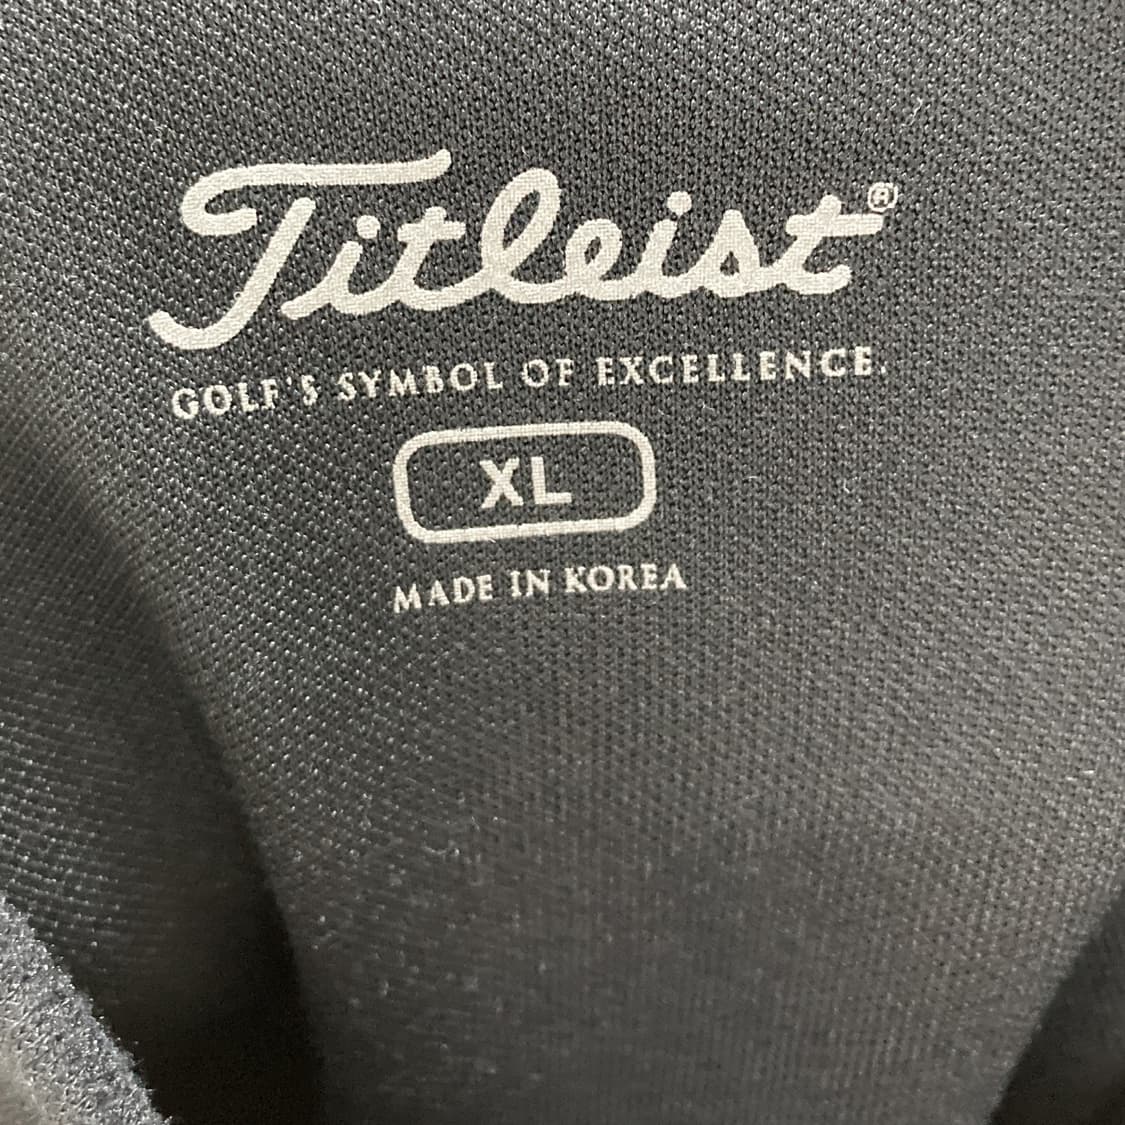 Titleist®
GOLF'S SYMBOL OF EXCELLENCE.
XL
MADE IN KOREA